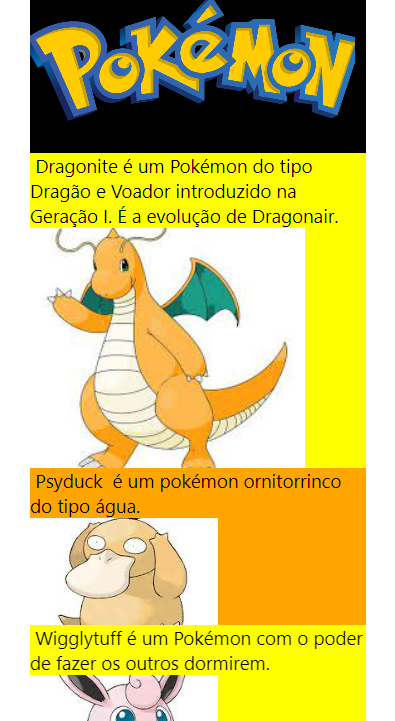 POKÉMON
Dragonite é um Pokémon do tipo
Dragão e Voador introduzido na
Geração I. É a evolução de Dragonair.
Psyduck é um pokémon ornitorrinco
do tipo água.
Wigglytuff é um Pokémon com o poder
de fazer os outros dormirem.